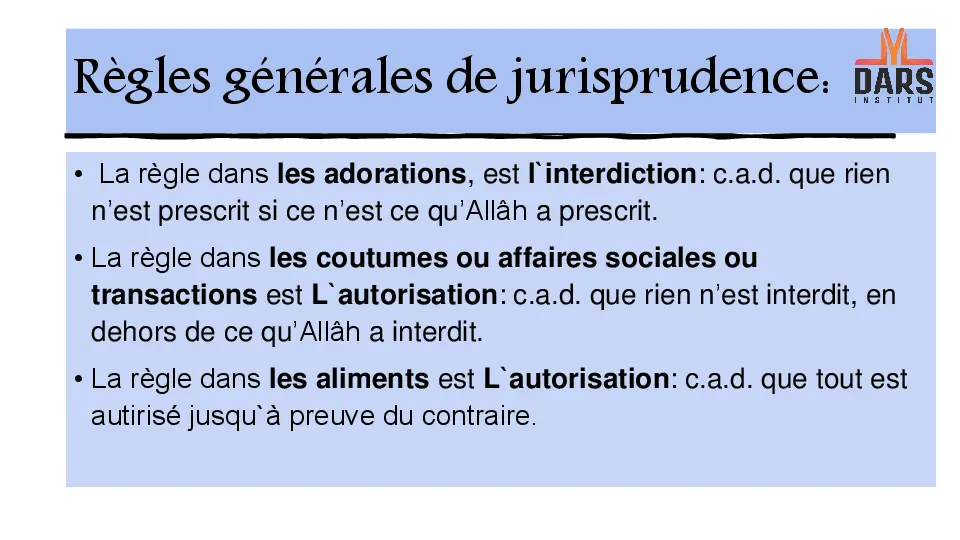 Règles générales de jurisprudence:
DARS
INSTITUT
• La règle dans les adorations, est l`interdiction: c.a.d. que rien
n’est prescrit si ce n’est ce qu’Allâh a prescrit.
• La règle dans les coutumes ou affaires sociales ou
transactions est L`autorisation: c.a.d. que rien n’est interdit, en
dehors de ce qu’Allâh a interdit.
• La règle dans les aliments est L`autorisation: c.a.d. que tout est
autirisé jusqu`à preuve du contraire.